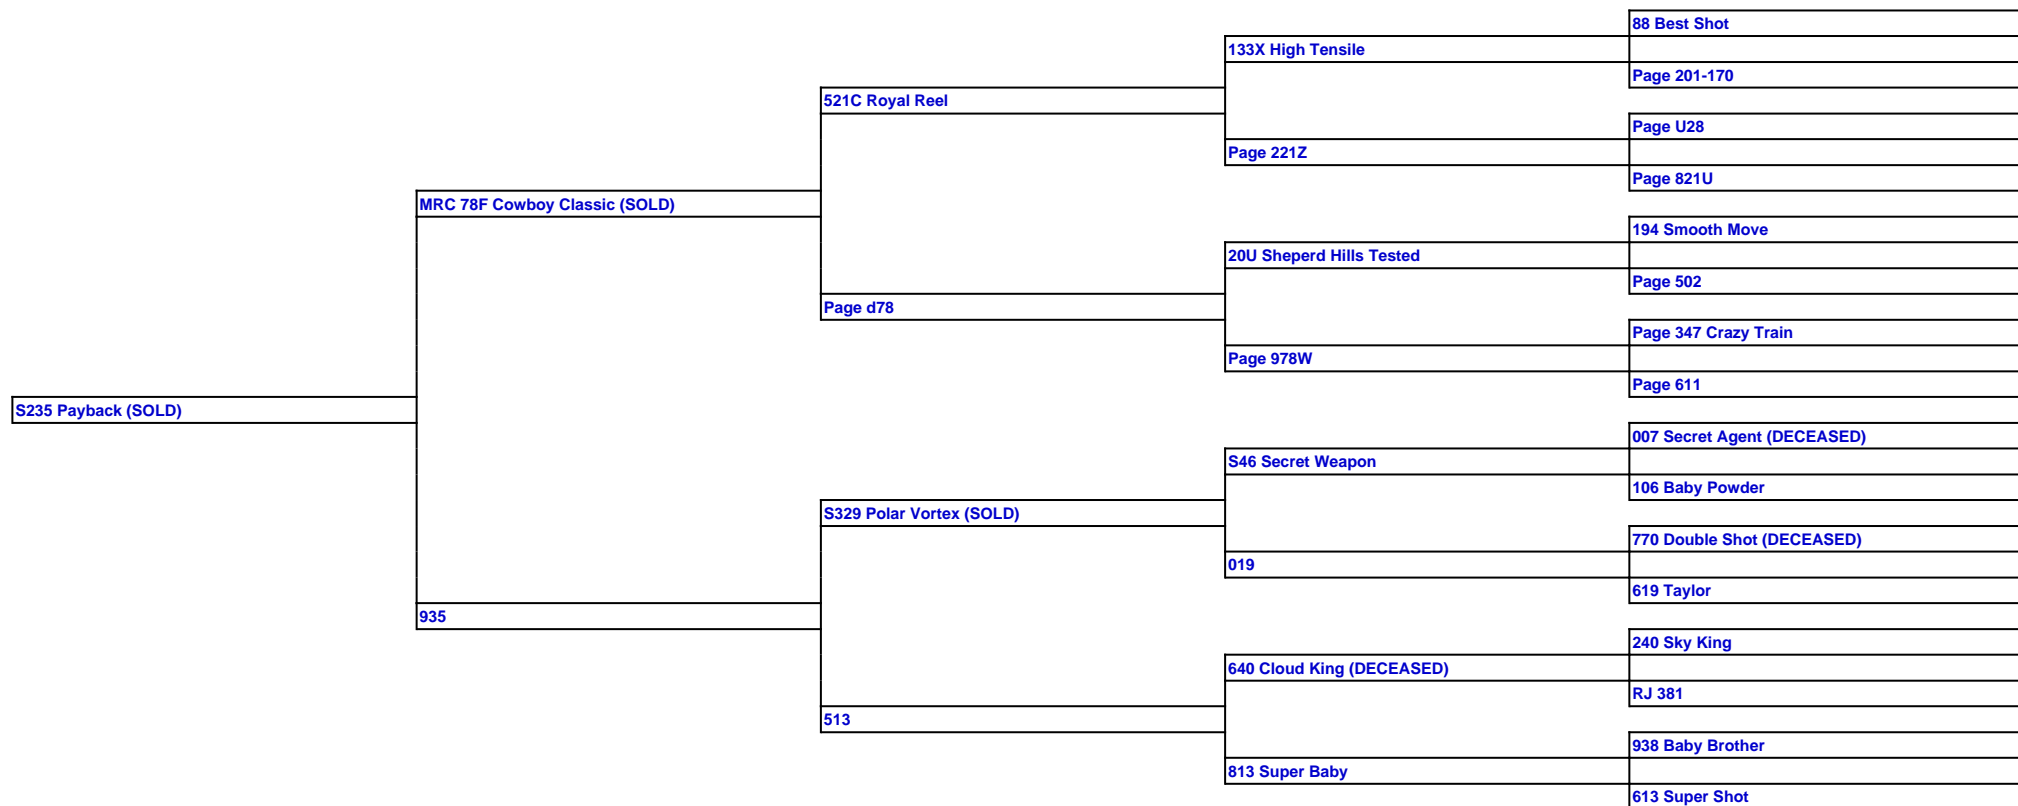 88 Best Shot
133X High Tensile
Page 201-170
521C Royal Reel
Page U28
Page 221Z
Page 821U
MRC 78F Cowboy Classic (SOLD)
194 Smooth Move
20U Sheperd Hills Tested
Page 502
Page d78
Page 347 Crazy Train
Page 978W
Page 611
S235 Payback (SOLD)
007 Secret Agent (DECEASED)
S46 Secret Weapon
106 Baby Powder
S329 Polar Vortex (SOLD)
770 Double Shot (DECEASED)
019
619 Taylor
935
240 Sky King
640 Cloud King (DECEASED)
RJ 381
513
938 Baby Brother
813 Super Baby
613 Super Shot